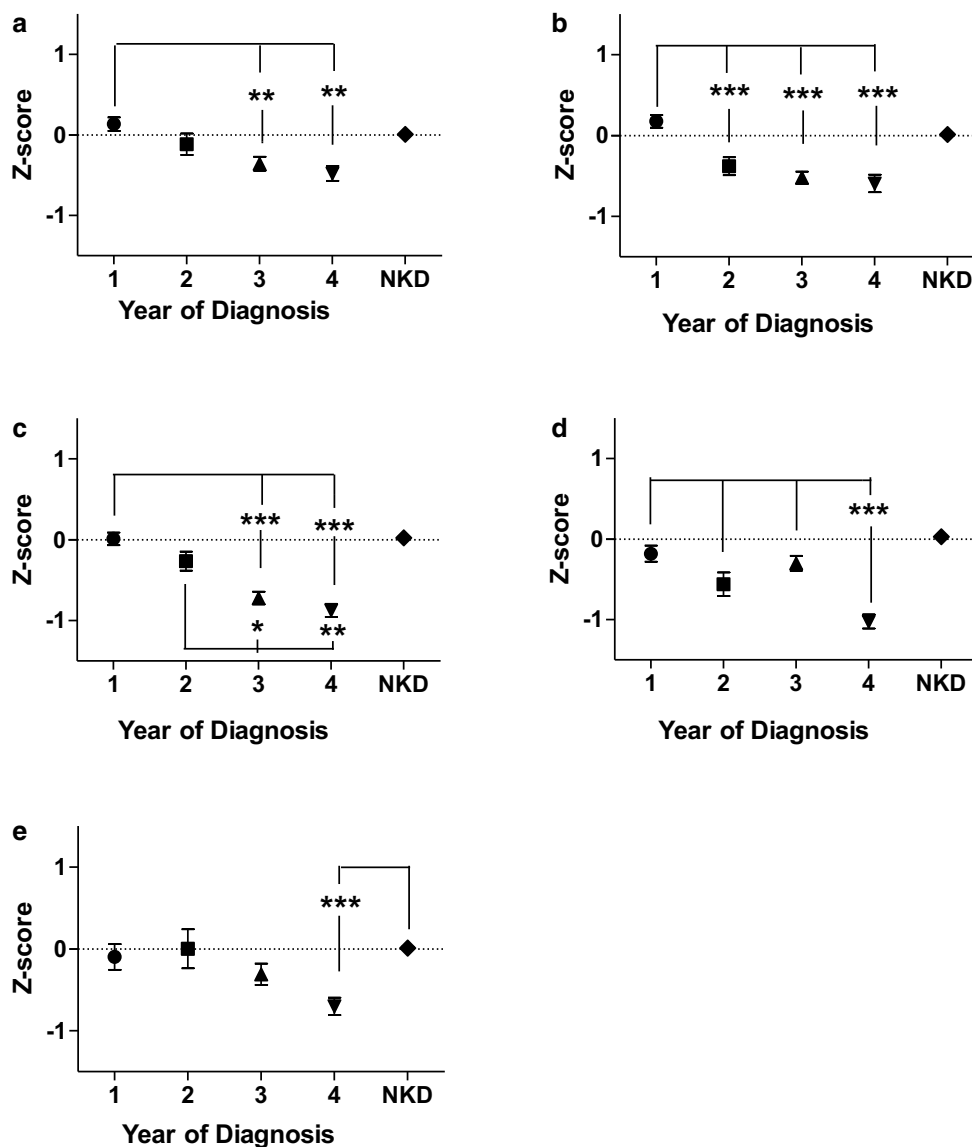 a
1
0
-1
Z-score
** **
1 2 3 4 NKD
Year of Diagnosis
b
1
0
-1
Z-score
*** *** ***
1 2 3 4 NKD
Year of Diagnosis
c
1
0
-1
Z-score
*** ***
* **
1 2 3 4 NKD
Year of Diagnosis
d
1
0
-1
Z-score
***
1 2 3 4 NKD
Year of Diagnosis
e
1
0
-1
Z-score
***
1 2 3 4 NKD
Year of Diagnosis